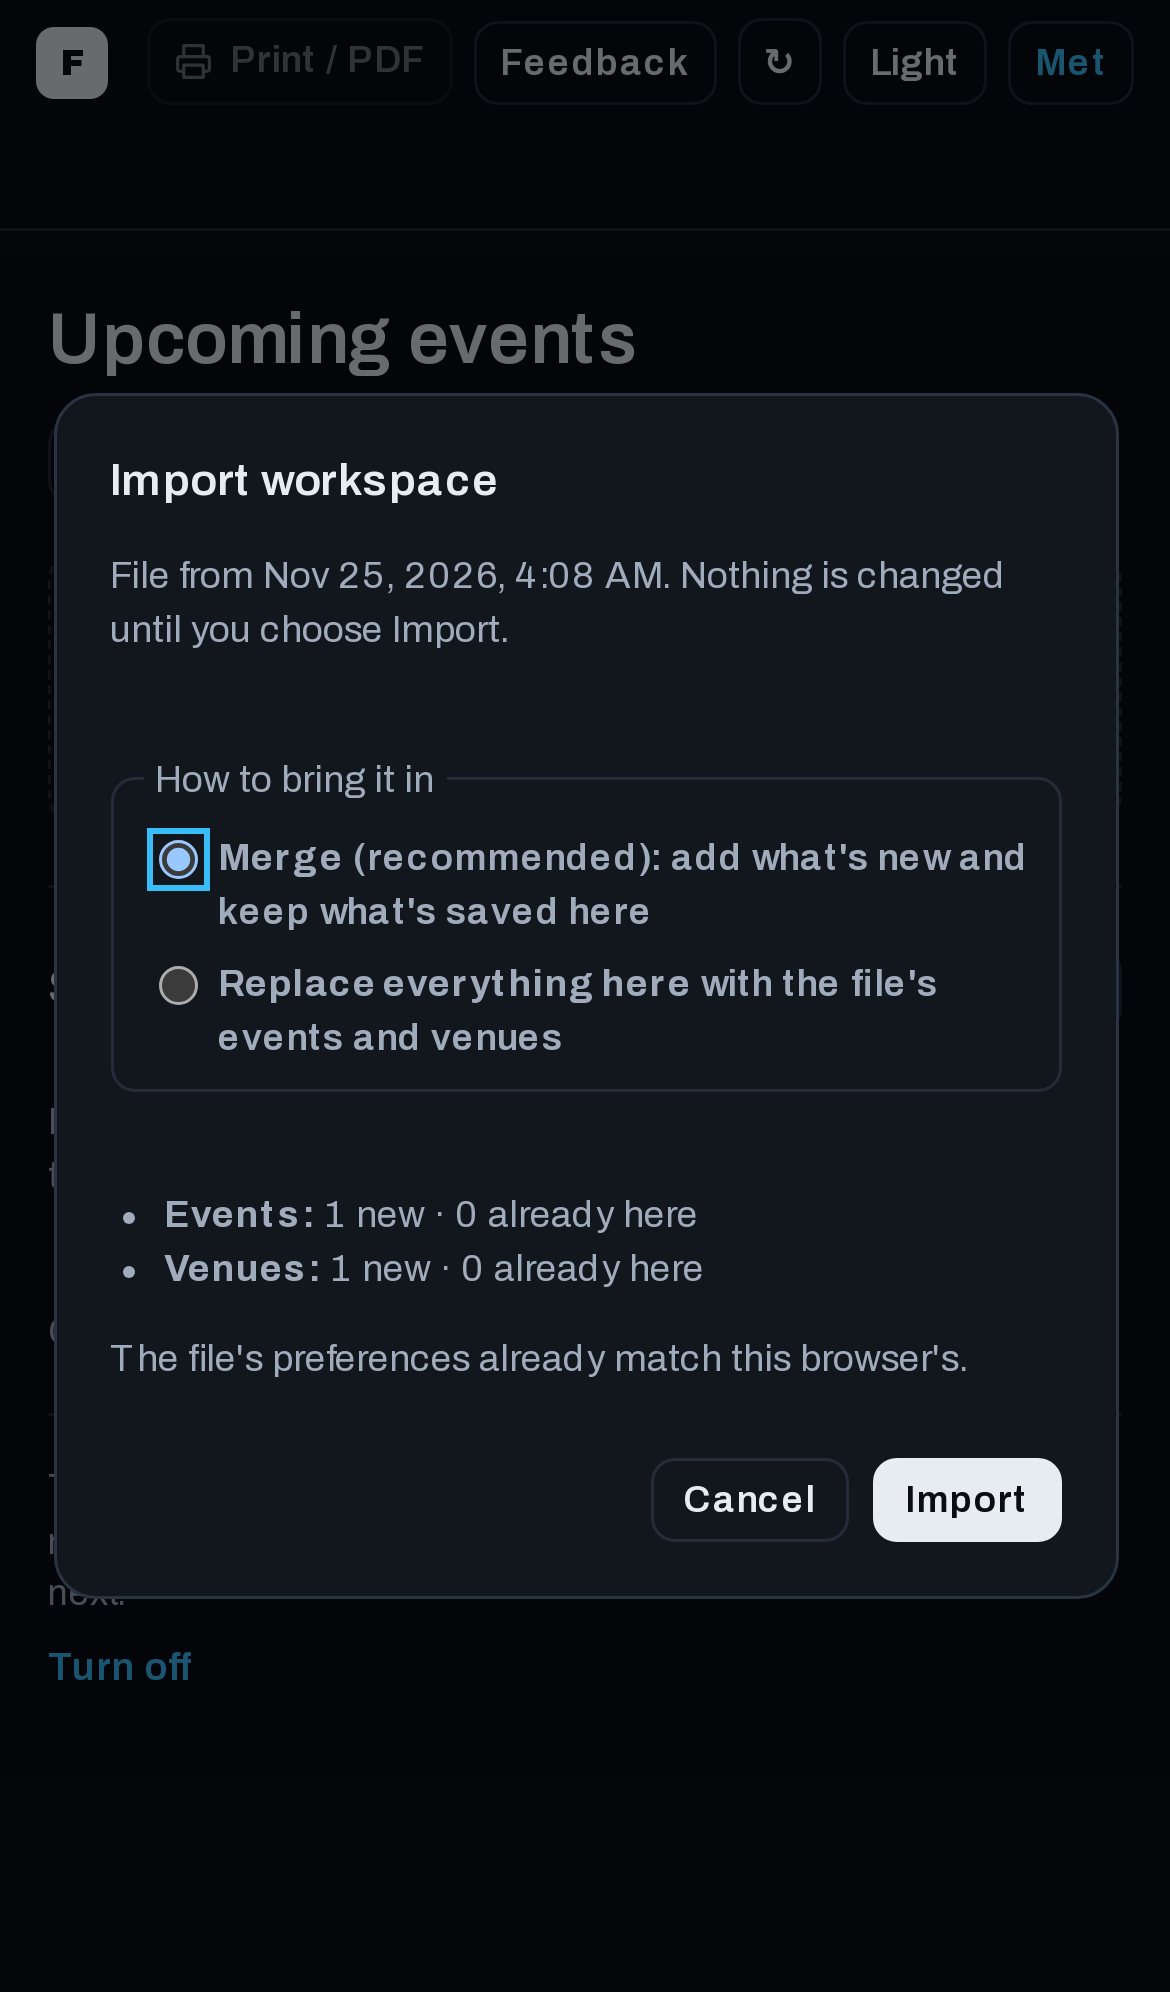 F
Print / PDF
Feedback
↻
Light
Met
Upcoming events
Import workspace
File from Nov 25, 2026, 4:08 AM. Nothing is changed
until you choose Import.
How to bring it in
Merge (recommended): add what's new and
keep what's saved here
Replace everything here with the file's
events and venues
• Events: 1 new · 0 already here
• Venues: 1 new · 0 already here
The file's preferences already match this browser's.
Cancel
Import
next.
Turn off